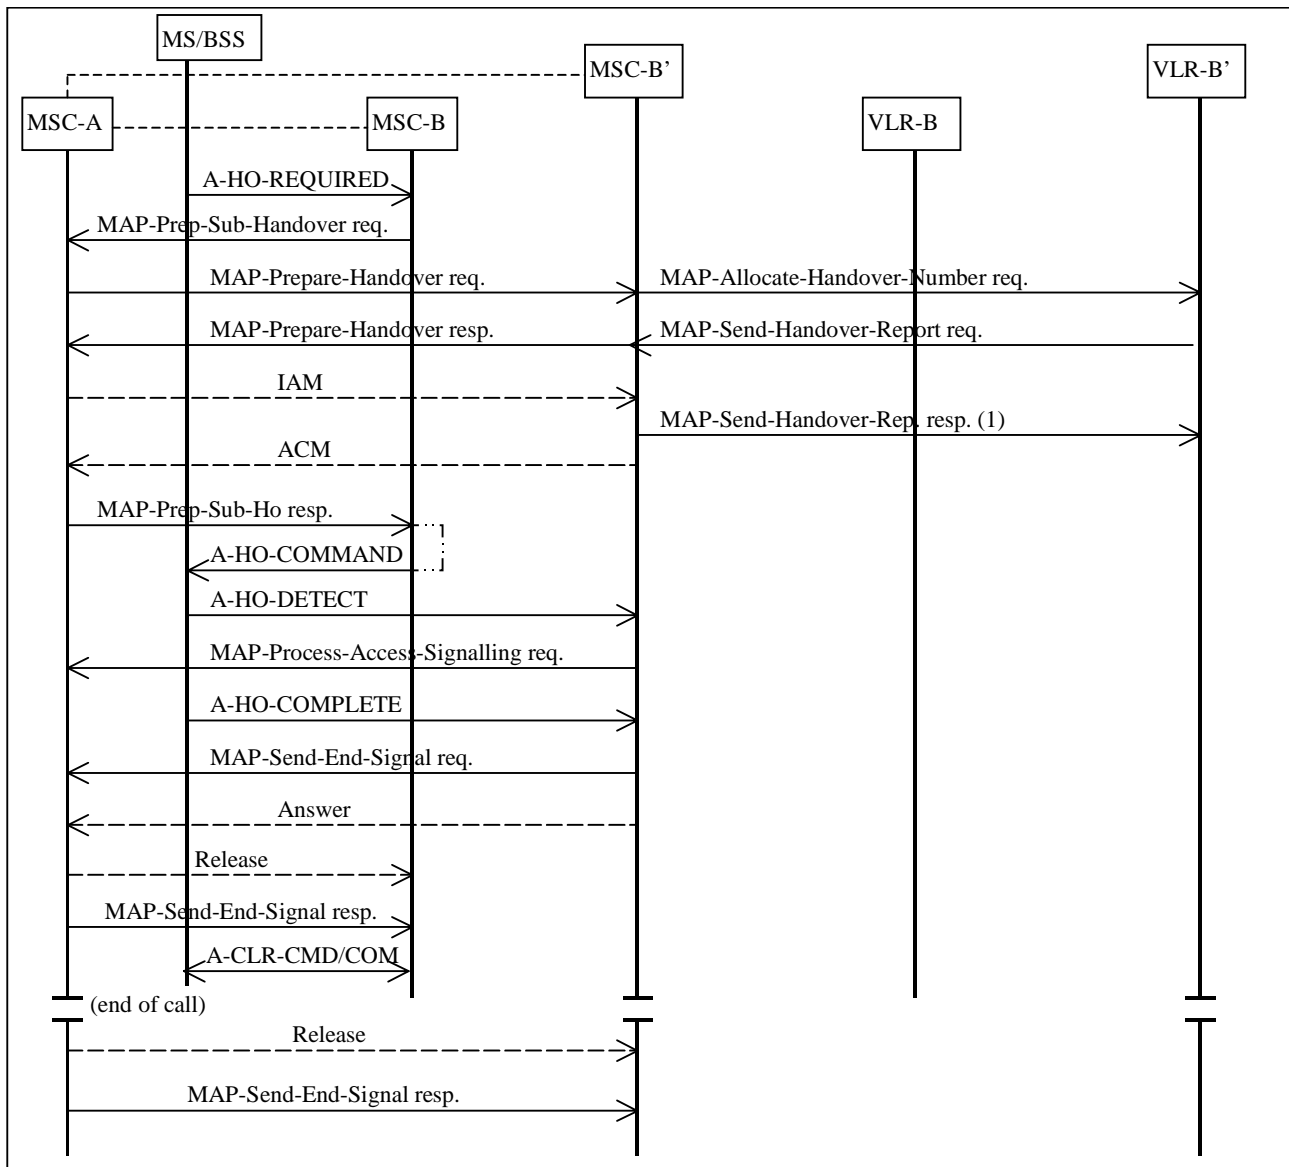 MS/BSS
MSC-B’
VLR-B’
MSC-A
MSC-B
VLR-B
A-HO-REQUIRED
MAP-Prep-Sub-Handover req.
MAP-Prepare-Handover req.
MAP-Allocate-Handover-Number req.
MAP-Prepare-Handover resp.
MAP-Send-Handover-Report req.
IAM
MAP-Send-Handover-Rep. resp. (1)
ACM
MAP-Prep-Sub-Ho resp.
A-HO-COMMAND
A-HO-DETECT
MAP-Process-Access-Signalling req.
A-HO-COMPLETE
MAP-Send-End-Signal req.
Answer
Release
MAP-Send-End-Signal resp.
A-CLR-CMD/COM
(end of call)
Release
MAP-Send-End-Signal resp.